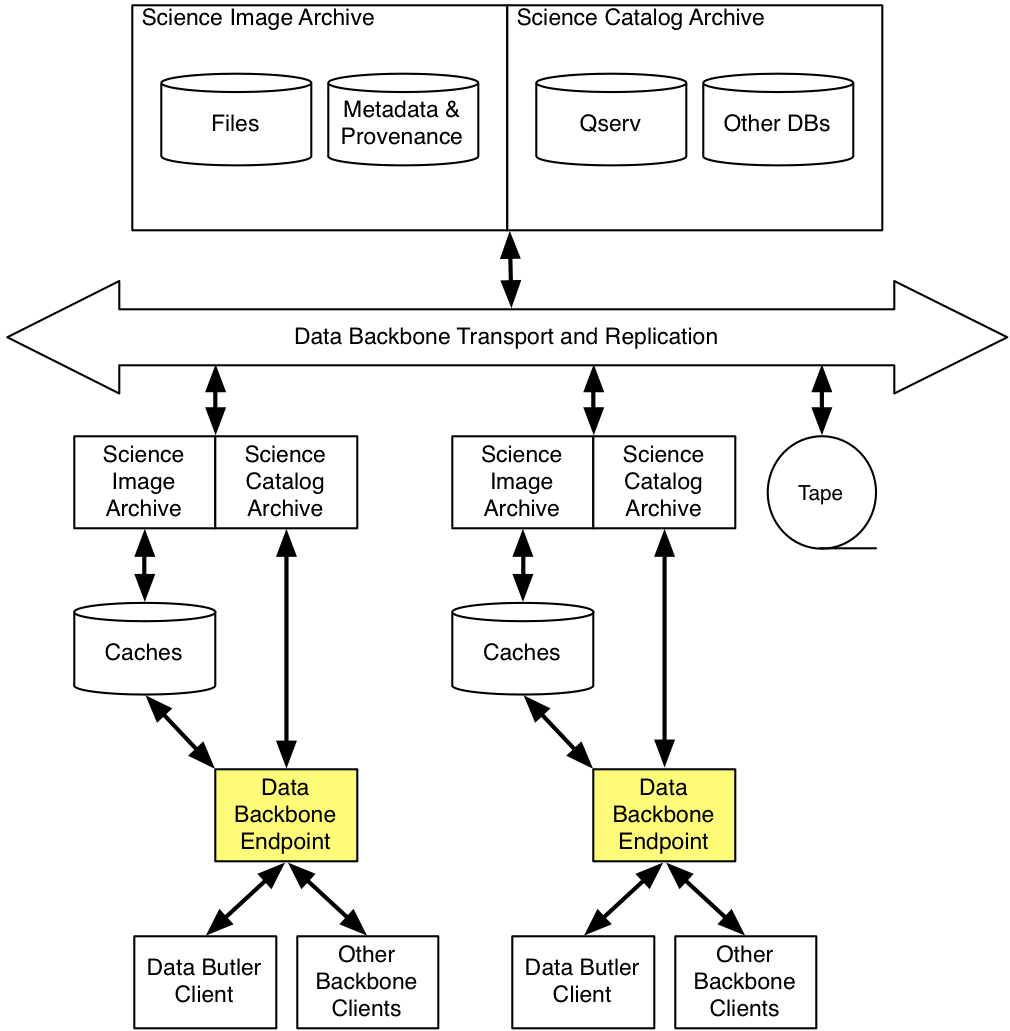 Science Image Archive
Science Catalog Archive
Files
Metadata &
Provenance
Qserv
Other DBs
Data Backbone Transport and Replication
Science
Image
Archive
Science
Catalog
Archive
Science
Image
Archive
Science
Catalog
Archive
Tape
Caches
Caches
Data
Backbone
Endpoint
Data
Backbone
Endpoint
Data Butler
Client
Other
Backbone
Clients
Data Butler
Client
Other
Backbone
Clients